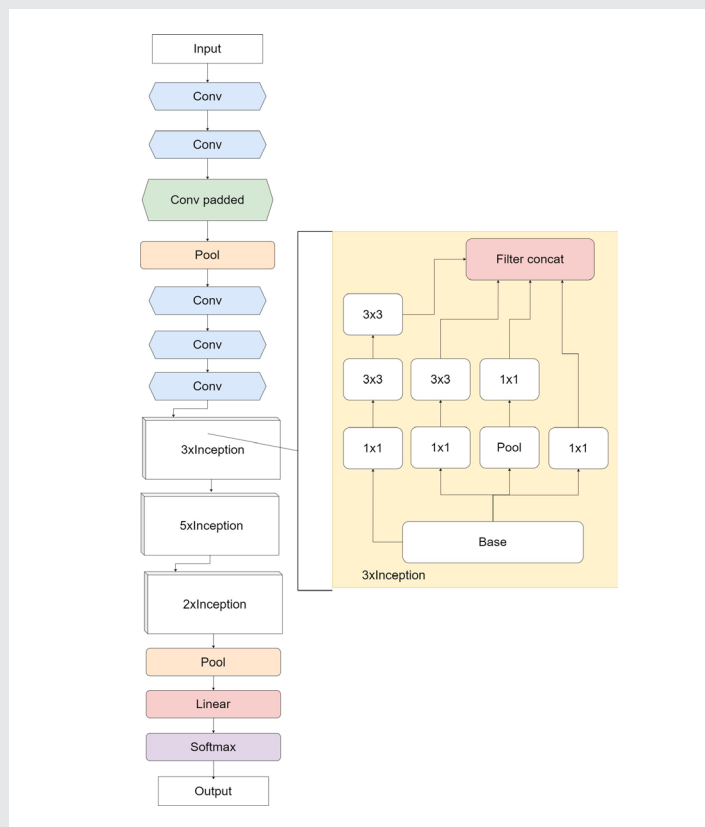 Input
Conv
Conv
Conv padded
Pool
Conv
Conv
Conv
3xInception
5xInception
2xInception
Pool
Linear
Softmax
Output
Filter concat
3x3
3x3
3x3
1x1
1x1
1x1
Pool
1x1
Base
3xInception